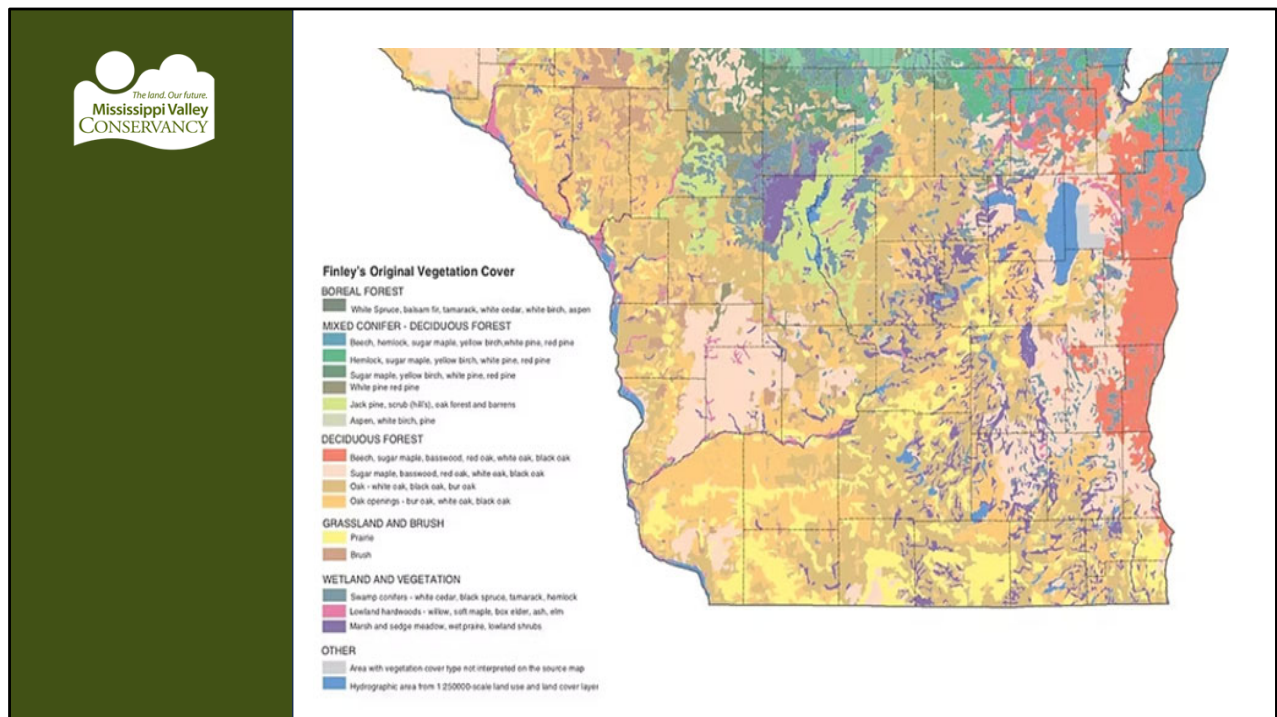 The land. Our future.
Mississippi Valley
CONSERVANCY
Finley's Original Vegetation Cover
BOREAL FOREST
White Spruce, balsam fir, tamarack, white cedar, white birch, aspen
MIXED CONIFER - DECIDUOUS FOREST
Beech, hemlock, sugar maple, yellow birch,white pine, red pine
Hemlock, sugar maple, yellow birch, white pine, red pine
Sugar maple, yellow birch, white pine, red pine
White pine red pine
Jack pine, scrub (hill's), oak forest and barrens
Aspen, white birch, pine
DECIDUOUS FOREST
Beech, sugar maple, basswood, red oak, white oak, black oak
Sugar maple, basswood, red oak, white oak, black oak
Oak - white oak, black oak, bur oak
Oak openings - bur oak, white oak, black oak
GRASSLAND AND BRUSH
Prairie
Brush
WETLAND AND VEGETATION
Swamp conifers - white cedar, black spruce, tamarack, hemlock
Lowland hardwoods - willow, soft maple, box elder, ash, elm
Marsh and sedge meadow, wet praire, lowland shrubs
OTHER
Area with vegetation cover type not interpreted on the source map
Hydrographic area from 1:250000-scale land use and land cover layer